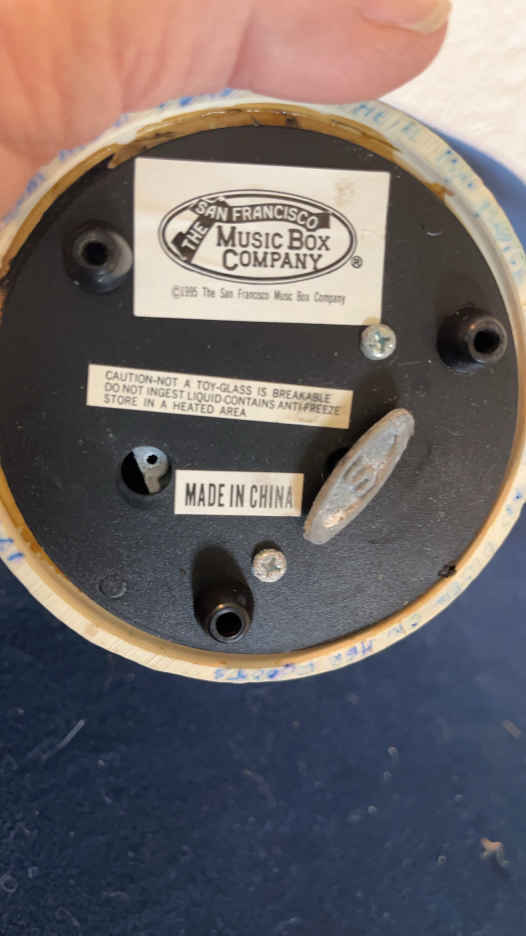 THE SAN FRANCISCO
MUSIC BOX
COMPANY ®
©1995 The San Francisco Music Box Company
CAUTION-NOT A TOY-GLASS IS BREAKABLE
DO NOT INGEST LIQUID-CONTAINS ANTI-FREEZE
STORE IN A HEATED AREA
MADE IN CHINA